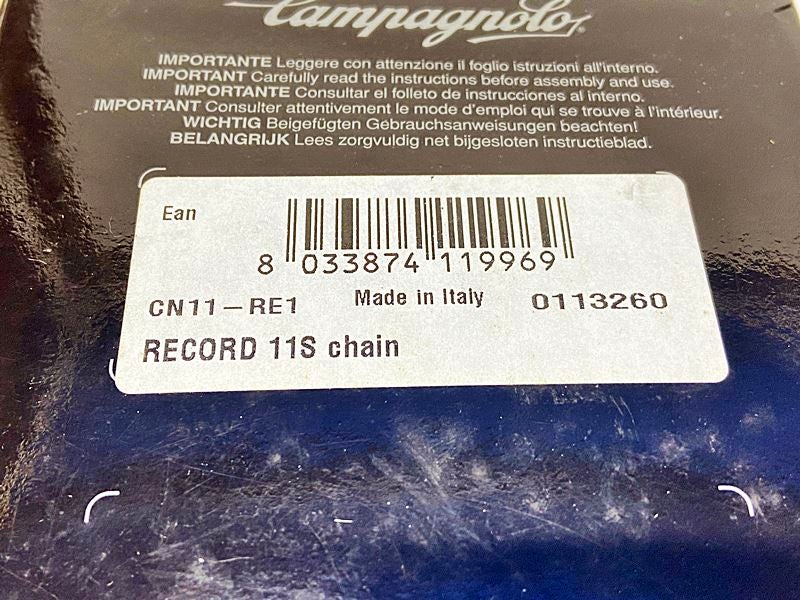 Campagnolo
IMPORTANTE Leggere con attenzione il foglio istruzioni all'interno.
IMPORTANT Carefully read the instructions before assembly and use.
IMPORTANTE Consultar el folleto de instrucciones al interno.
IMPORTANT Consulter attentivement le mode d'emploi qui se trouve à l'intérieur.
WICHTIG Beigefügten Gebrauchsanweisungen beachten!
BELANGRIJK Lees zorgvuldig net bijgesloten instructieblad.
Ean
8 033874 119969
CN11-RE1 Made in Italy 0113260
RECORD 11S chain